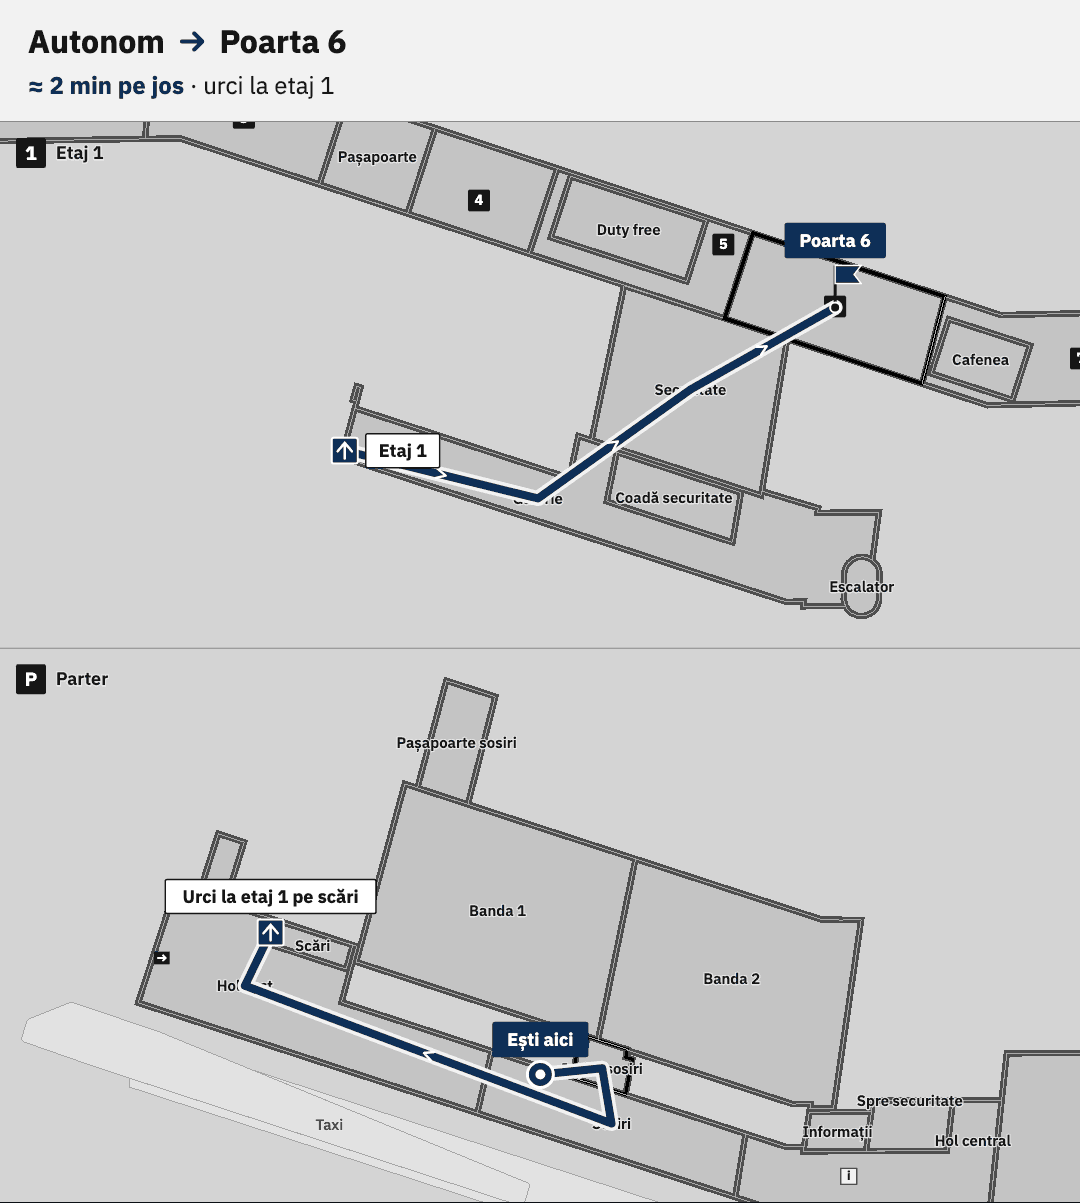 Autonom → Poarta 6
≈ 2 min pe jos · urci la etaj 1
1 Etaj 1
Pașapoarte
4
Duty free
5
Poarta 6
Cafenea
Etaj 1
Coadă securitate
Escalator
P Parter
Pașapoarte sosiri
Urci la etaj 1 pe scări
Banda 1
Scări
Banda 2
Ești aici
sosiri
Spre securitate
Informații
Hol central
Taxi
i